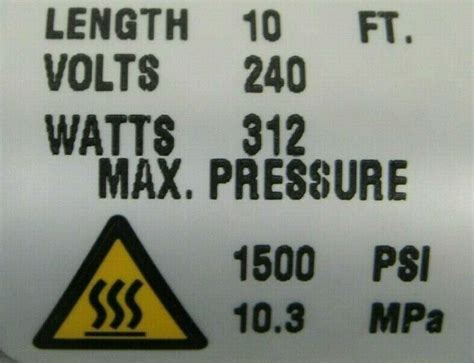 LENGTH 10 FT.
VOLTS 240
WATTS 312
MAX. PRESSURE
1500 PSI
10.3 MPa